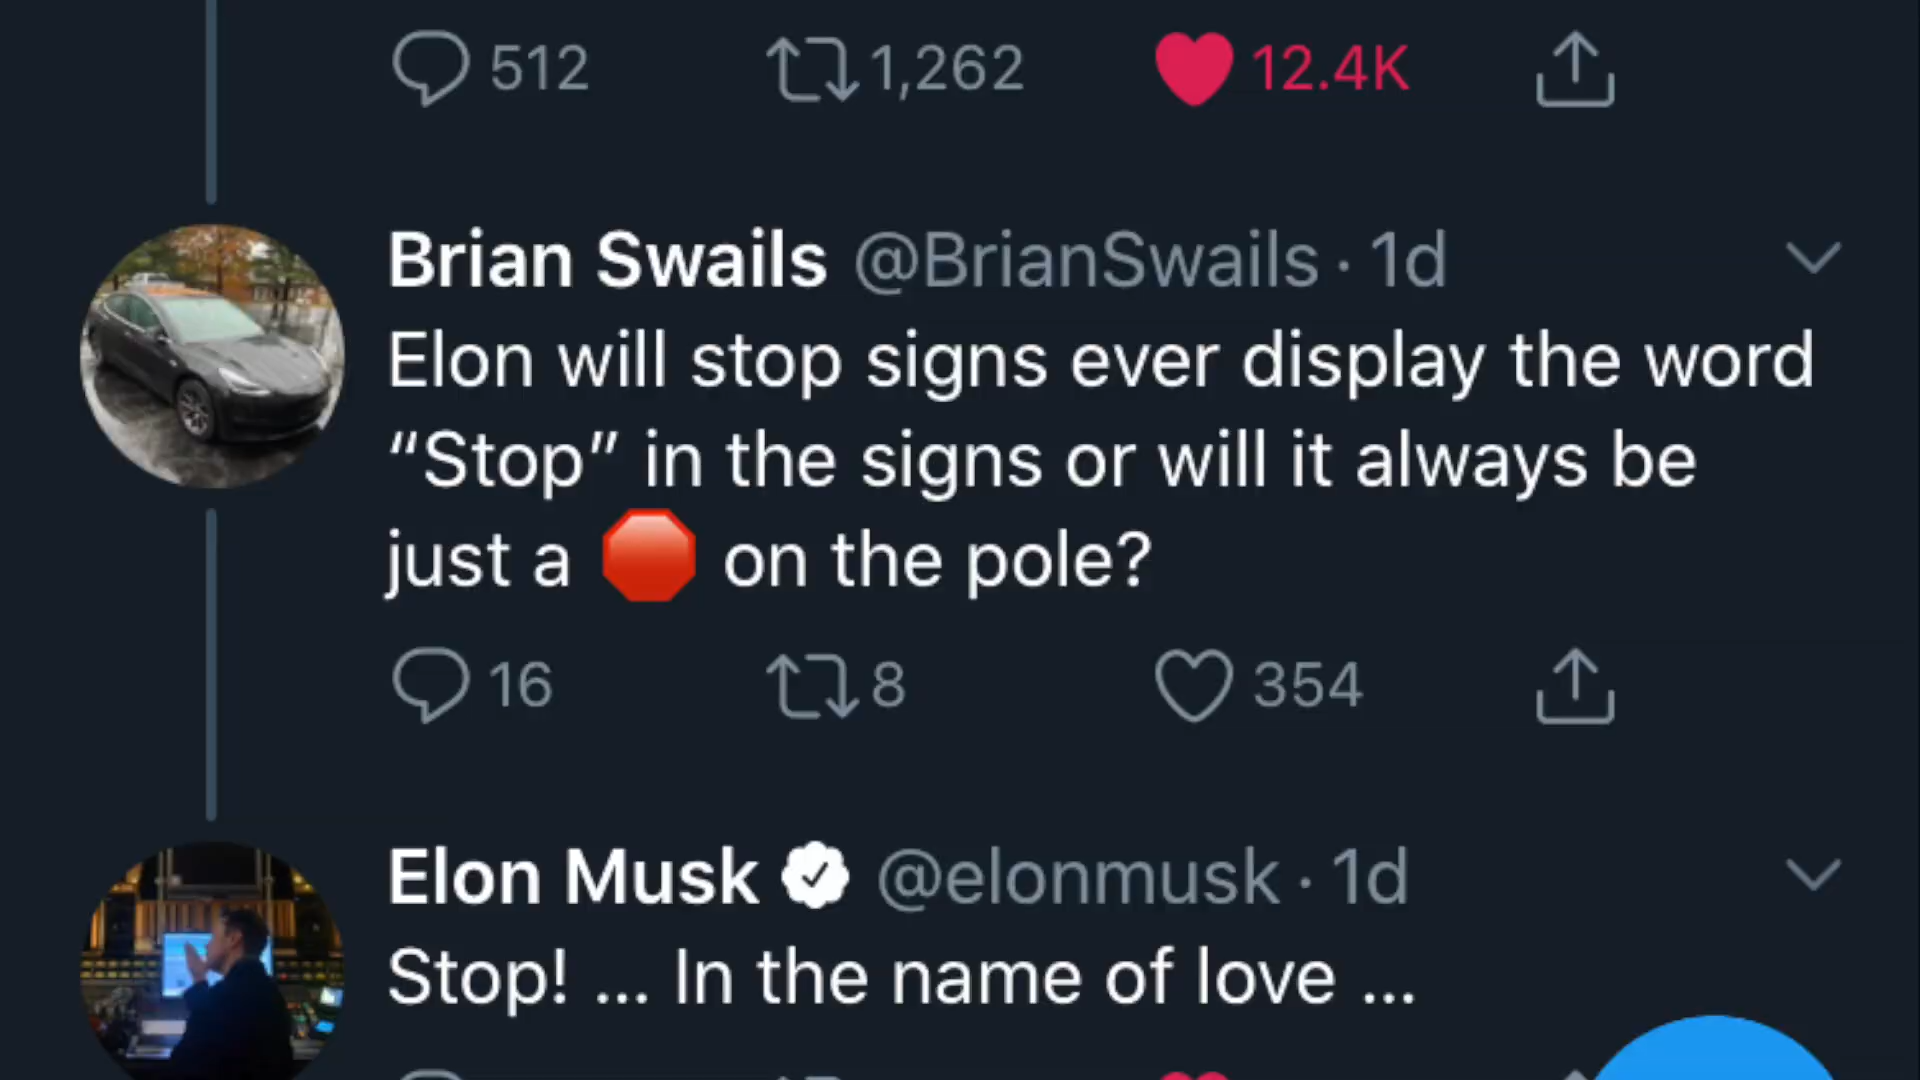 512 1,262 12.4K
Brian Swails @BrianSwails · 1d
Elon will stop signs ever display the word
“Stop” in the signs or will it always be
just a 🛑 on the pole?
16 8 354
Elon Musk @elonmusk · 1d
Stop! ... In the name of love ...